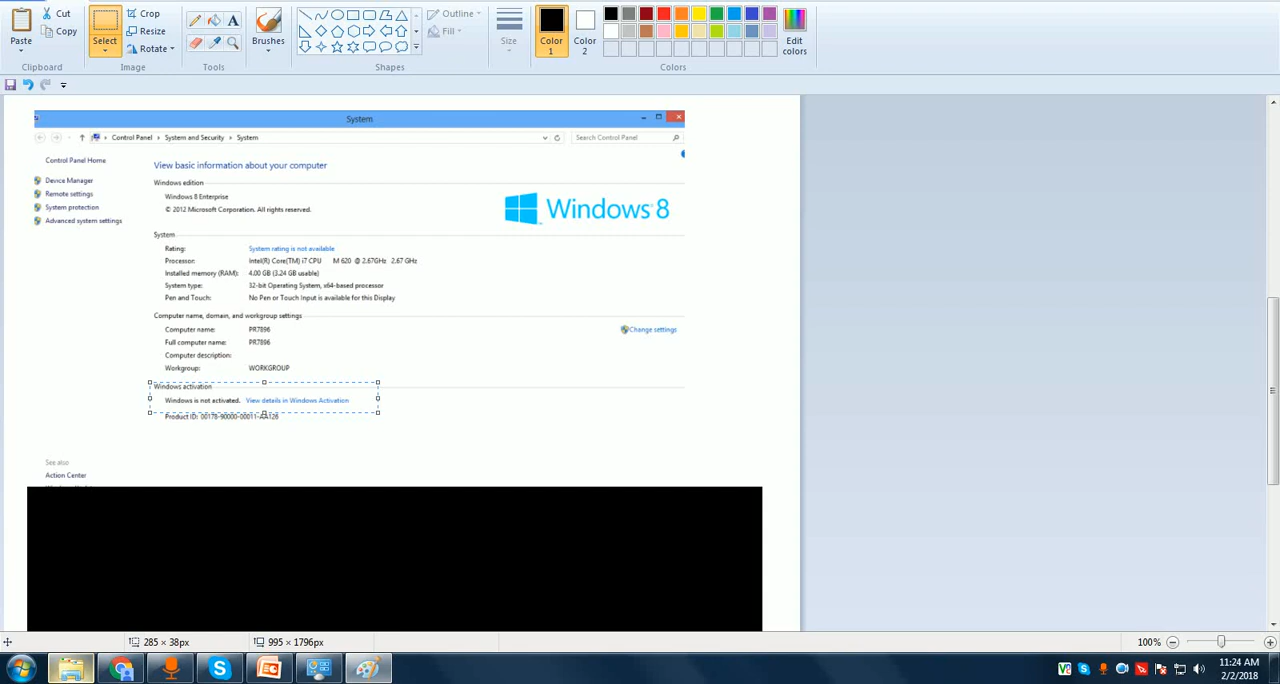 Paste
Cut
Copy
Clipboard
Select
Crop
Resize
Rotate
Image
A
Tools
Brushes
Shapes
Outline
Fill
Size
Color 1
Color 2
Edit colors
Colors
System
Control Panel System and Security System
Search Control Panel
Control Panel Home
Device Manager
Remote settings
System protection
Advanced system settings
View basic information about your computer
Windows edition
Windows 8 Enterprise
© 2012 Microsoft Corporation. All rights reserved.
Windows 8
System
Rating: System rating is not available
Processor: Intel(R) Core(TM) i7 CPU M 620 @ 2.67GHz 2.67 GHz
Installed memory (RAM): 4.00 GB (3.24 GB usable)
System type: 32-bit Operating System, x64-based processor
Pen and Touch: No Pen or Touch Input is available for this Display
Computer name, domain, and workgroup settings
Computer name: PR7896
Change settings
Full computer name: PR7896
Computer description:
Workgroup: WORKGROUP
Windows activation
Windows is not activated. View details in Windows Activation
Product ID: 00178-90000-00011-AA126
See also
Action Center
285 × 38px
995 × 1796px
100%
11:24 AM
2/2/2018